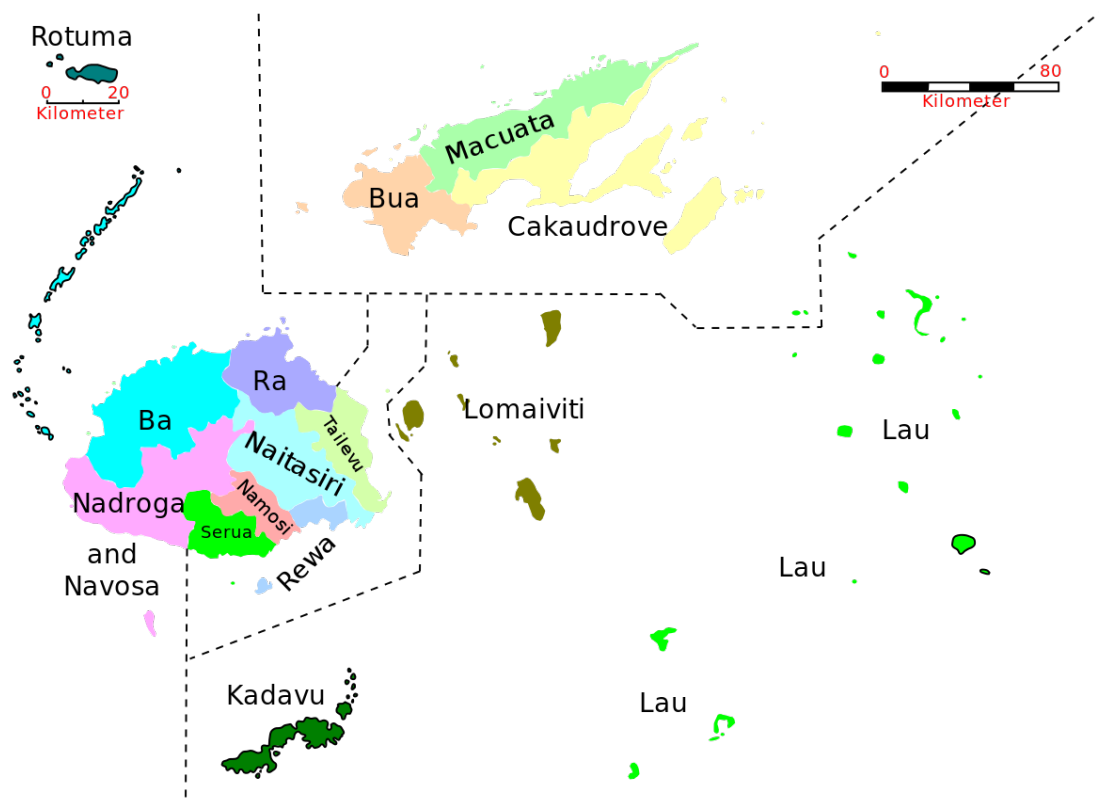 Rotuma
0 20
Kilometer
0 80
Kilometer
Macuata
Bua
Cakaudrove
Ra
Ba
Tailevu
Lomaiviti
Lau
Naitasiri
Nadroga
Namosi
Serua
and
Navosa
Rewa
Lau
Kadavu
Lau